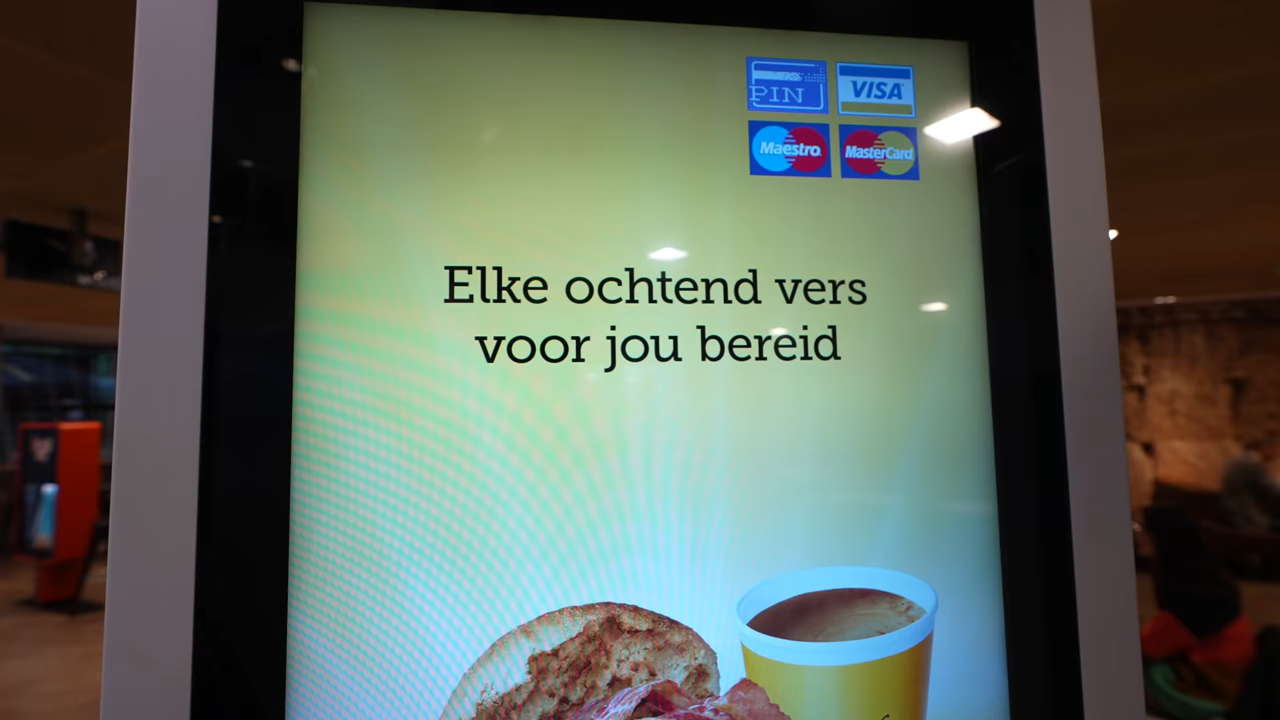 PIN
VISA
Maestro
MasterCard
Elke ochtend vers
voor jou bereid